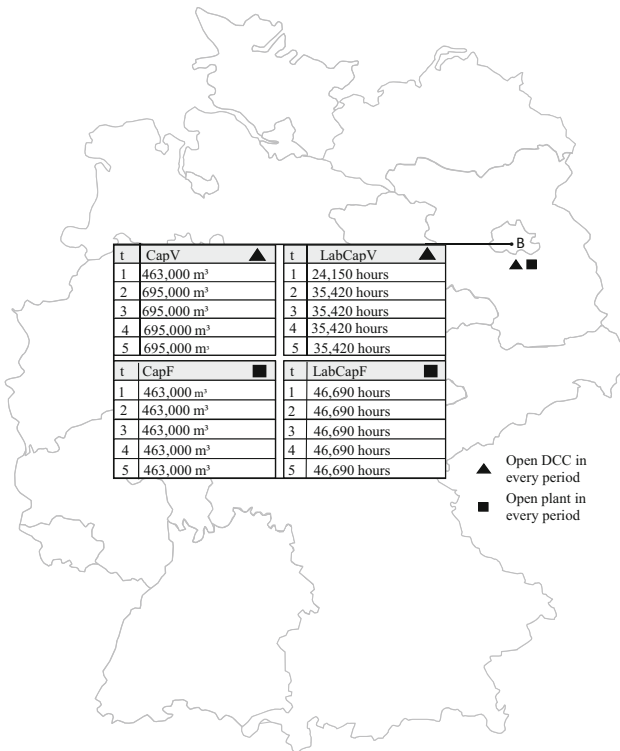 B
t CapV ▲ t LabCapV ▲
1 463,000 m³ 1 24,150 hours
2 695,000 m³ 2 35,420 hours
3 695,000 m³ 3 35,420 hours
4 695,000 m³ 4 35,420 hours
5 695,000 m³ 5 35,420 hours
t CapF ■ t LabCapF ■
1 463,000 m³ 1 46,690 hours
2 463,000 m³ 2 46,690 hours
3 463,000 m³ 3 46,690 hours
4 463,000 m³ 4 46,690 hours
5 463,000 m³ 5 46,690 hours
▲ Open DCC in
every period
■ Open plant in
every period